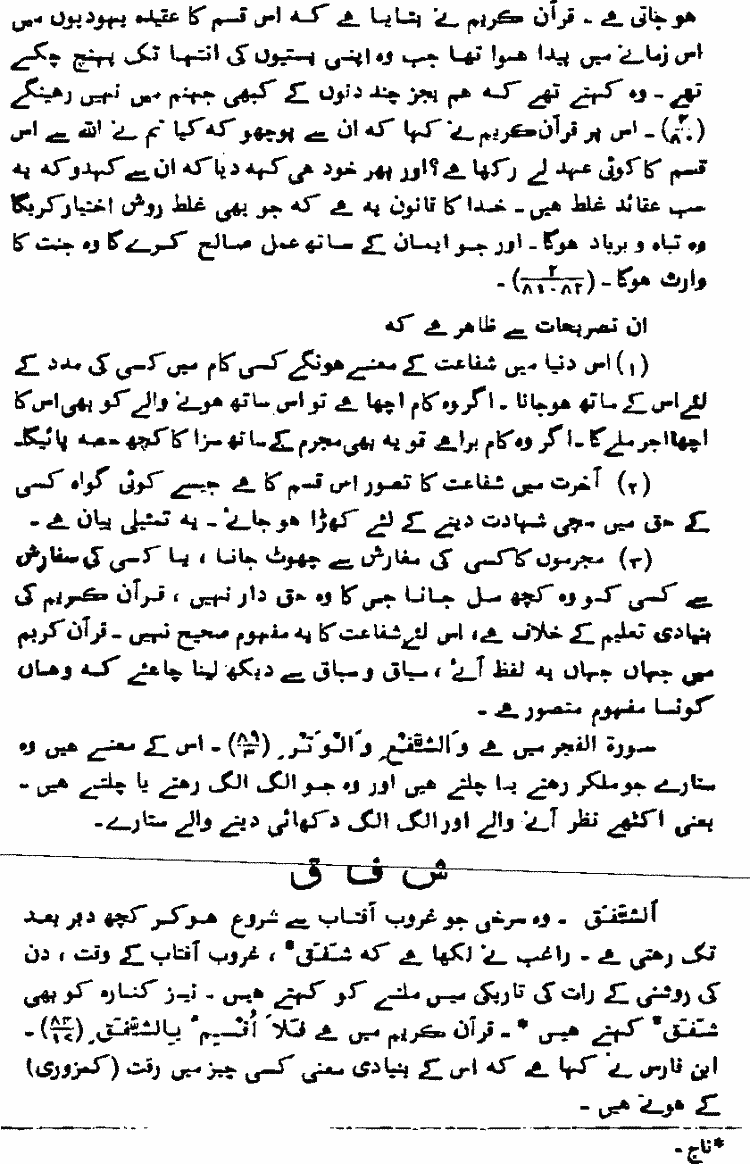 ہو جاتی ہے ۔ قرآن کریم نے بتایا ہے کہ اس قسم کا عقیدہ یہودیوں میں
اس زمانے میں پیدا ہوا تھا جب وہ اپنی پستیوں کی انتہا تک پہنچ چکے
تھے ۔ وہ کہتے تھے کہ ہم بجز چند دنوں کے کبھی جہنم میں نہیں رہینگے
(۲/۸۰) ۔ اس پر قرآن کریم نے کہا کہ ان سے پوچھو کہ کیا تم نے اللہ سے اس
قسم کا کوئی عہد لے رکھا ہے؟ اور پھر خود ہی کہہ دیا کہ ان سے کہدو کہ یہ
سب عقائد غلط ہیں ۔ خدا کا قانون یہ ہے کہ جو بھی غلط روش اختیار کریگا
وہ تباہ و برباد ہوگا ۔ اور جو ایمان کے ساتھ عمل صالح کرے گا وہ جنت کا
وارث ہوگا ۔ (۲/۸۱-۸۲) ۔
ان تصریحات سے ظاہر ہے کہ
(۱) اس دنیا میں شفاعت کے معنے ہونگے کسی کام میں کسی کی مدد کے
لئے اس کے ساتھ ہوجانا ۔ اگر وہ کام اچھا ہے تو اس ساتھ ہونے والے کو بھی اس کا
اچھا اجر ملے گا ۔ اگر وہ کام برا ہے تو یہ بھی مجرم کے ساتھ سزا کا کچھ حصہ پائیگا ۔
(۲) آخرت میں شفاعت کا تصور اس قسم کا ہے جیسے کوئی گواہ کسی
کے حق میں سچی شہادت دینے کے لئے کھڑا ہو جائے ۔ یہ تمثیلی بیان ہے ۔
(۳) مجرموں کا کسی کی سفارش سے چھوٹ جانا ، یا کسی کی سفارش
سے کسی کو وہ کچھ مل جانا جس کا وہ حق دار نہیں ، قرآن کریم کی
بنیادی تعلیم کے خلاف ہے، اس لئے شفاعت کا یہ مفہوم صحیح نہیں ۔ قرآن کریم
میں جہاں جہاں یہ لفظ آئے ، سیاق و سباق سے دیکھ لینا چاہئے کہ وہاں
کونسا مفہوم متصور ہے ۔
سورۃ الفجر میں ہے وَالشَّفْعِ وَالْوَتْرِ (۸۹/۳) ۔ اس کے معنے ہیں وہ
ستارے جو ملکر رہتے یا چلتے ہیں اور وہ جو الگ الگ رہتے یا چلتے ہیں ۔
یعنی اکٹھے نظر آنے والے اور الگ الگ دکھائی دینے والے ستارے ۔
ش ف ق
اَلشَّفَقُ ۔ وہ سرخی جو غروب آفتاب سے شروع ہوکر کچھ دیر بعد
تک رہتی ہے ۔ راغب نے لکھا ہے کہ شَفَقٌ ، غروب آفتاب کے وقت ، دن
کی روشنی کے رات کی تاریکی میں ملنے کو کہتے ہیں ۔ نیز کنارہ کو بھی
شَفَقٌ کہتے ہیں * ۔ قرآن کریم میں ہے فَلَا اُقْسِمُ بِالشَّفَقِ (۸۴/۱۶) ۔
ابن فارس نے کہا ہے کہ اس کے بنیادی معنی کسی چیز میں رقت (کمزوری)
کے ہوتے ہیں ۔
*تاج ۔